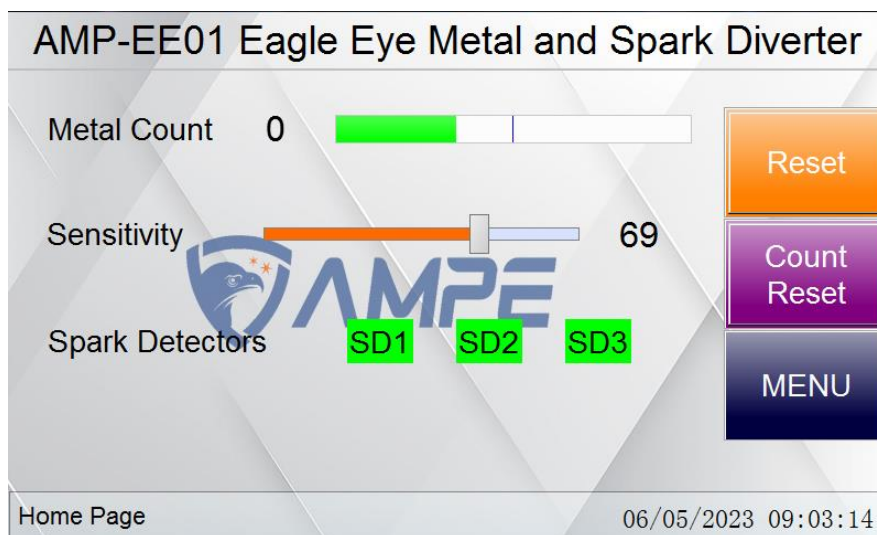 AMP-EE01 Eagle Eye Metal and Spark Diverter
Metal Count 0
Reset
Sensitivity 69
Count
Reset
AMPE
Spark Detectors SD1 SD2 SD3
MENU
Home Page 06/05/2023 09:03:14